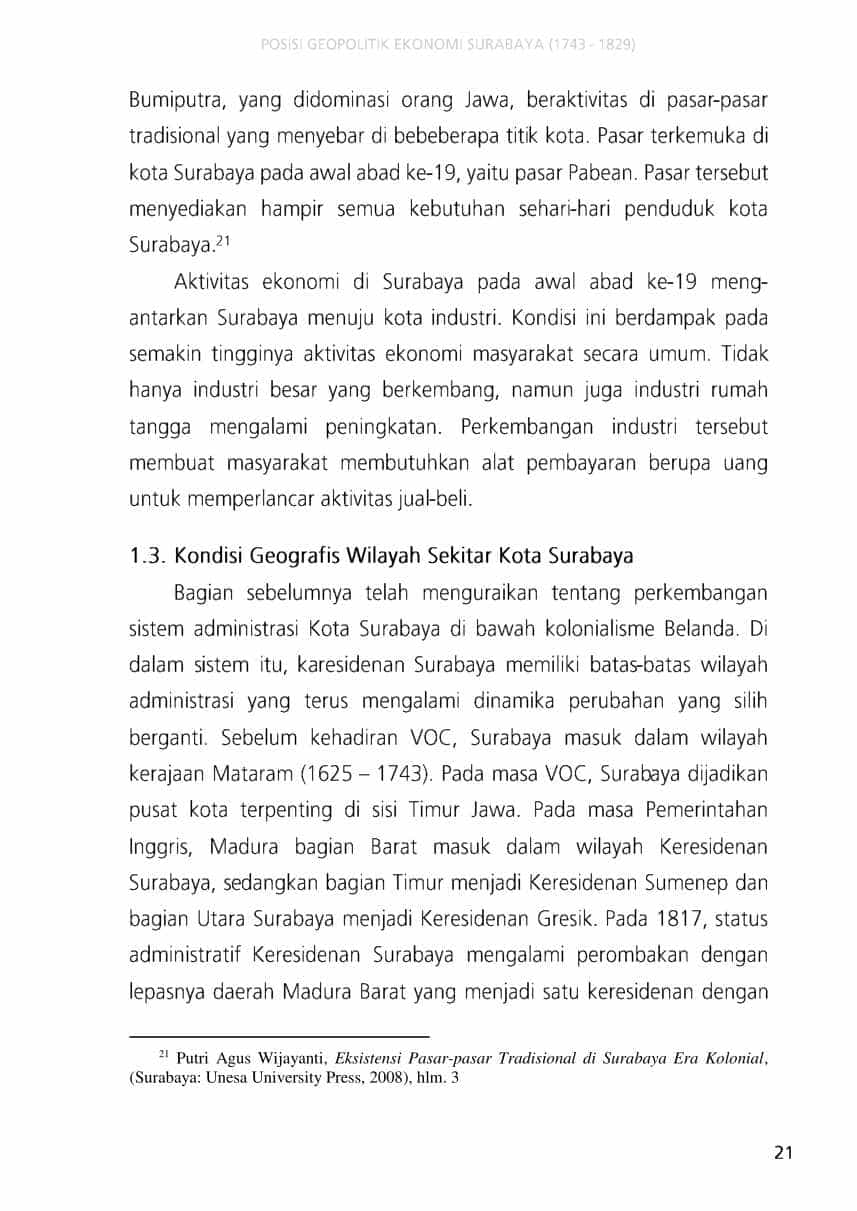 POSISI GEOPOLITIK EKONOMI SURABAYA (1743 - 1829)
Bumiputra, yang didominasi orang Jawa, beraktivitas di pasar-pasar
tradisional yang menyebar di bebeberapa titik kota. Pasar terkemuka di
kota Surabaya pada awal abad ke-19, yaitu pasar Pabean. Pasar tersebut
menyediakan hampir semua kebutuhan sehari-hari penduduk kota
Surabaya.21
Aktivitas ekonomi di Surabaya pada awal abad ke-19 meng-
antarkan Surabaya menuju kota industri. Kondisi ini berdampak pada
semakin tingginya aktivitas ekonomi masyarakat secara umum. Tidak
hanya industri besar yang berkembang, namun juga industri rumah
tangga mengalami peningkatan. Perkembangan industri tersebut
membuat masyarakat membutuhkan alat pembayaran berupa uang
untuk memperlancar aktivitas jual-beli.
1.3. Kondisi Geografis Wilayah Sekitar Kota Surabaya
Bagian sebelumnya telah menguraikan tentang perkembangan
sistem administrasi Kota Surabaya di bawah kolonialisme Belanda. Di
dalam sistem itu, karesidenan Surabaya memiliki batas-batas wilayah
administrasi yang terus mengalami dinamika perubahan yang silih
berganti. Sebelum kehadiran VOC, Surabaya masuk dalam wilayah
kerajaan Mataram (1625 – 1743). Pada masa VOC, Surabaya dijadikan
pusat kota terpenting di sisi Timur Jawa. Pada masa Pemerintahan
Inggris, Madura bagian Barat masuk dalam wilayah Keresidenan
Surabaya, sedangkan bagian Timur menjadi Keresidenan Sumenep dan
bagian Utara Surabaya menjadi Keresidenan Gresik. Pada 1817, status
administratif Keresidenan Surabaya mengalami perombakan dengan
lepasnya daerah Madura Barat yang menjadi satu keresidenan dengan
21 Putri Agus Wijayanti, Eksistensi Pasar-pasar Tradisional di Surabaya Era Kolonial,
(Surabaya: Unesa University Press, 2008), hlm. 3
21